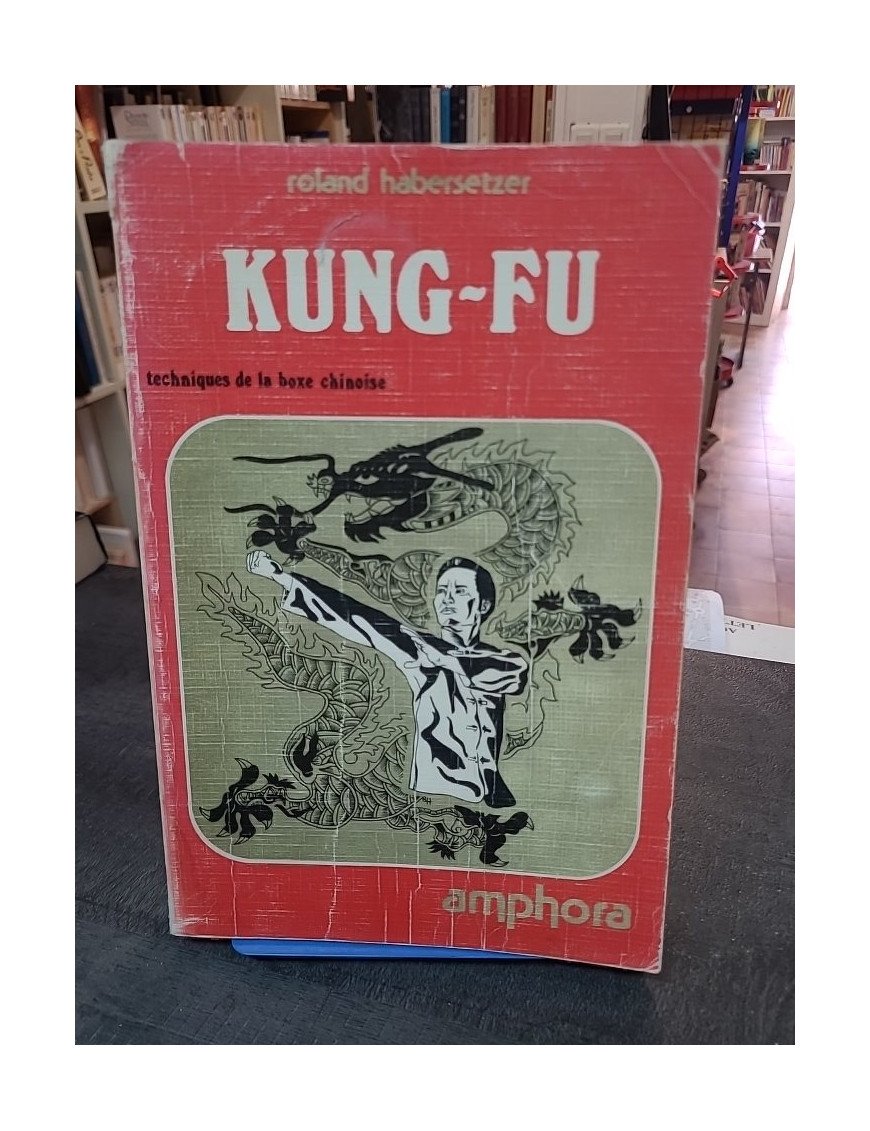 roland habersetzer
KUNG-FU
techniques de la boxe chinoise
amphora